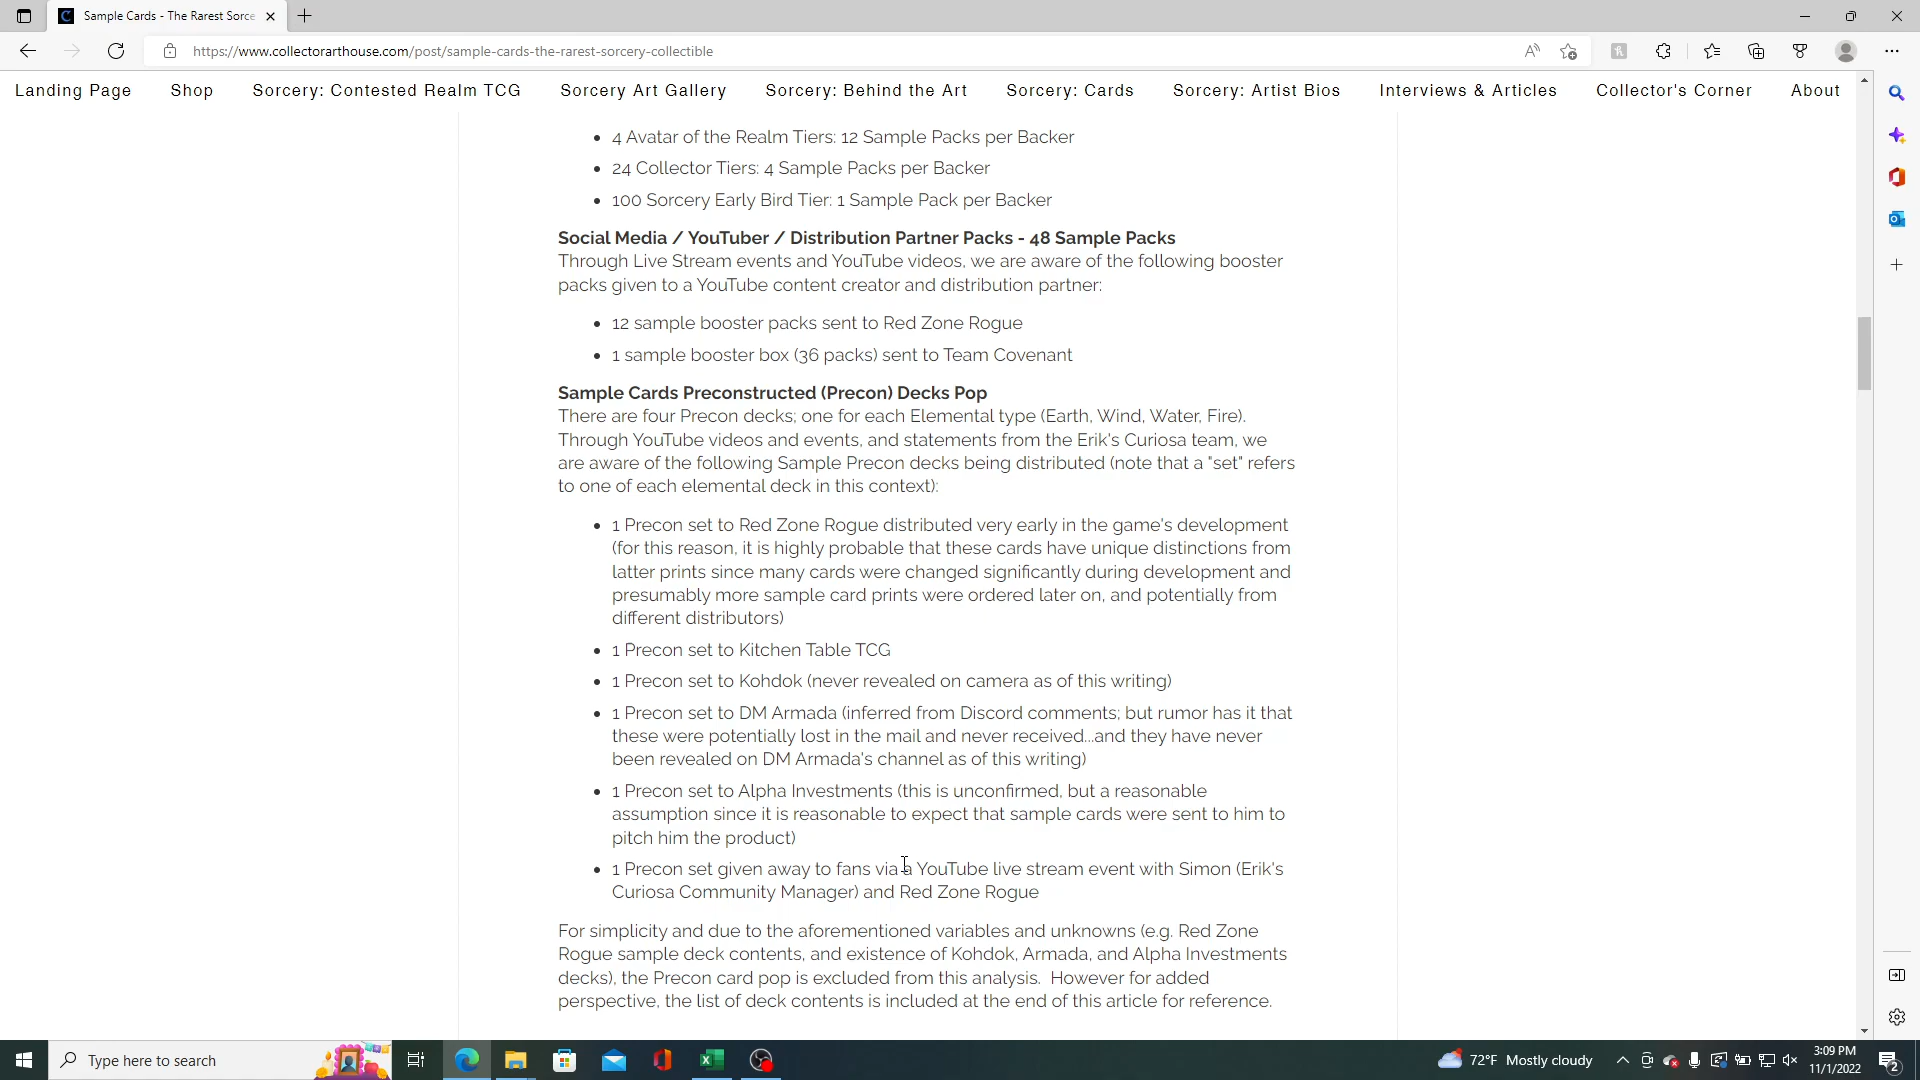 Sample Cards - The Rarest Sorce
https://www.collectorarthouse.com/post/sample-cards-the-rarest-sorcery-collectible
Landing Page Shop Sorcery: Contested Realm TCG Sorcery Art Gallery Sorcery: Behind the Art Sorcery: Cards Sorcery: Artist Bios Interviews & Articles Collector's Corner About
• 4 Avatar of the Realm Tiers: 12 Sample Packs per Backer
• 24 Collector Tiers: 4 Sample Packs per Backer
• 100 Sorcery Early Bird Tier: 1 Sample Pack per Backer
Social Media / YouTuber / Distribution Partner Packs - 48 Sample Packs
Through Live Stream events and YouTube videos, we are aware of the following booster
packs given to a YouTube content creator and distribution partner:
• 12 sample booster packs sent to Red Zone Rogue
• 1 sample booster box (36 packs) sent to Team Covenant
Sample Cards Preconstructed (Precon) Decks Pop
There are four Precon decks; one for each Elemental type (Earth, Wind, Water, Fire).
Through YouTube videos and events, and statements from the Erik's Curiosa team, we
are aware of the following Sample Precon decks being distributed (note that a "set" refers
to one of each elemental deck in this context):
• 1 Precon set to Red Zone Rogue distributed very early in the game's development
(for this reason, it is highly probable that these cards have unique distinctions from
latter prints since many cards were changed significantly during development and
presumably more sample card prints were ordered later on, and potentially from
different distributors)
• 1 Precon set to Kitchen Table TCG
• 1 Precon set to Kohdok (never revealed on camera as of this writing)
• 1 Precon set to DM Armada (inferred from Discord comments; but rumor has it that
these were potentially lost in the mail and never received...and they have never
been revealed on DM Armada's channel as of this writing)
• 1 Precon set to Alpha Investments (this is unconfirmed, but a reasonable
assumption since it is reasonable to expect that sample cards were sent to him to
pitch him the product)
• 1 Precon set given away to fans via a YouTube live stream event with Simon (Erik's
Curiosa Community Manager) and Red Zone Rogue
For simplicity and due to the aforementioned variables and unknowns (e.g. Red Zone
Rogue sample deck contents, and existence of Kohdok, Armada, and Alpha Investments
decks), the Precon card pop is excluded from this analysis. However for added
perspective, the list of deck contents is included at the end of this article for reference.
Type here to search
72°F Mostly cloudy
3:09 PM
11/1/2022
2